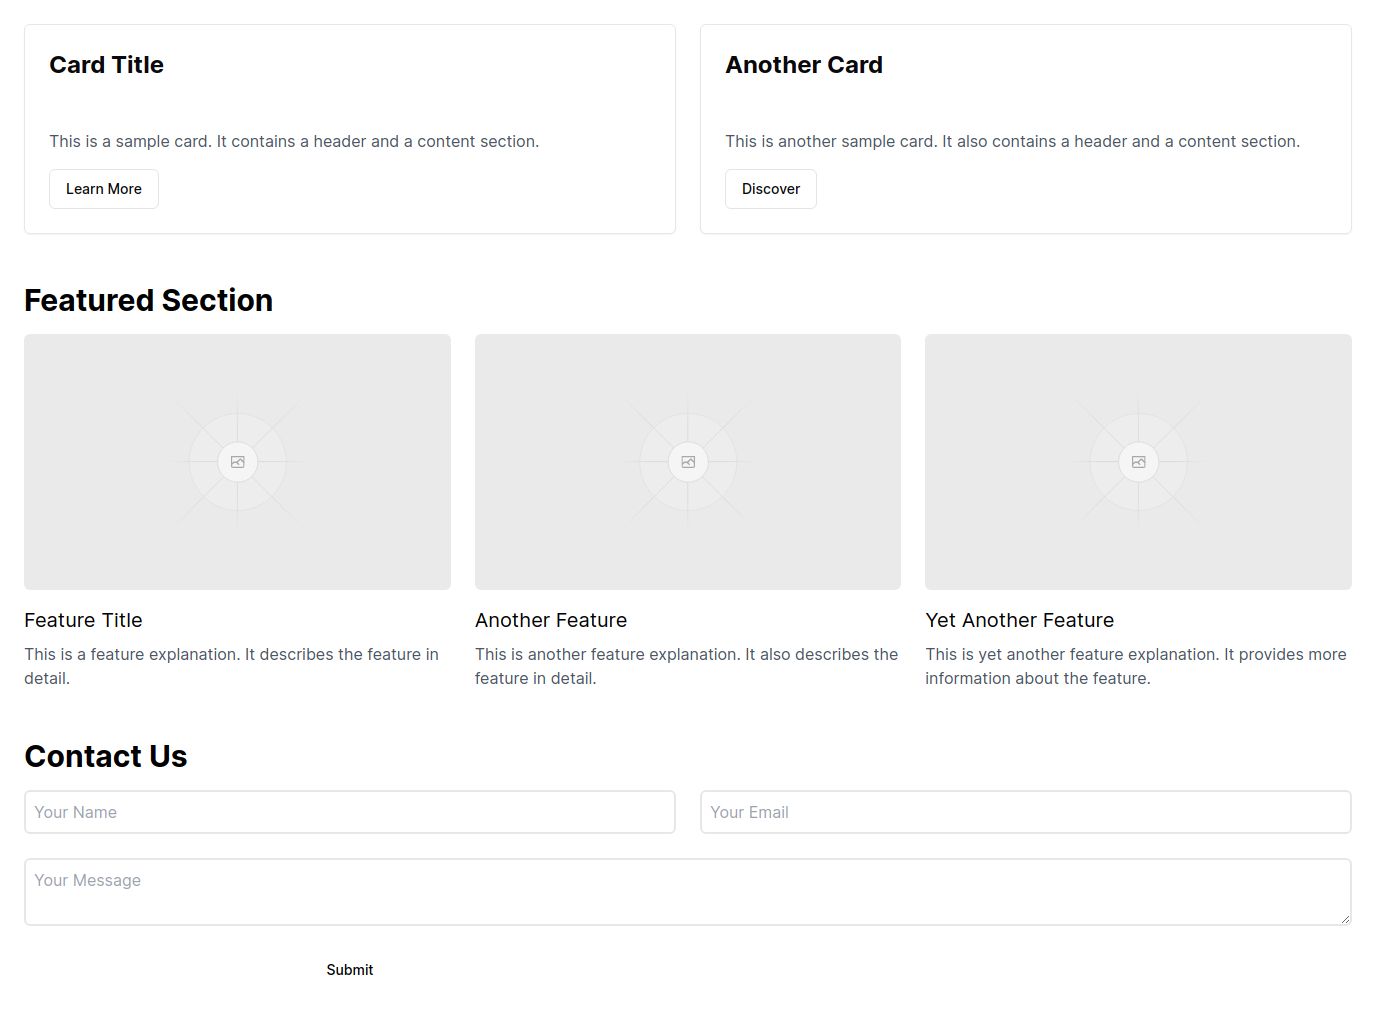 Card Title
This is a sample card. It contains a header and a content section.
Learn More
Another Card
This is another sample card. It also contains a header and a content section.
Discover
Featured Section
Feature Title
This is a feature explanation. It describes the feature in
detail.
Another Feature
This is another feature explanation. It also describes the
feature in detail.
Yet Another Feature
This is yet another feature explanation. It provides more
information about the feature.
Contact Us
Your Name
Your Email
Your Message
Submit